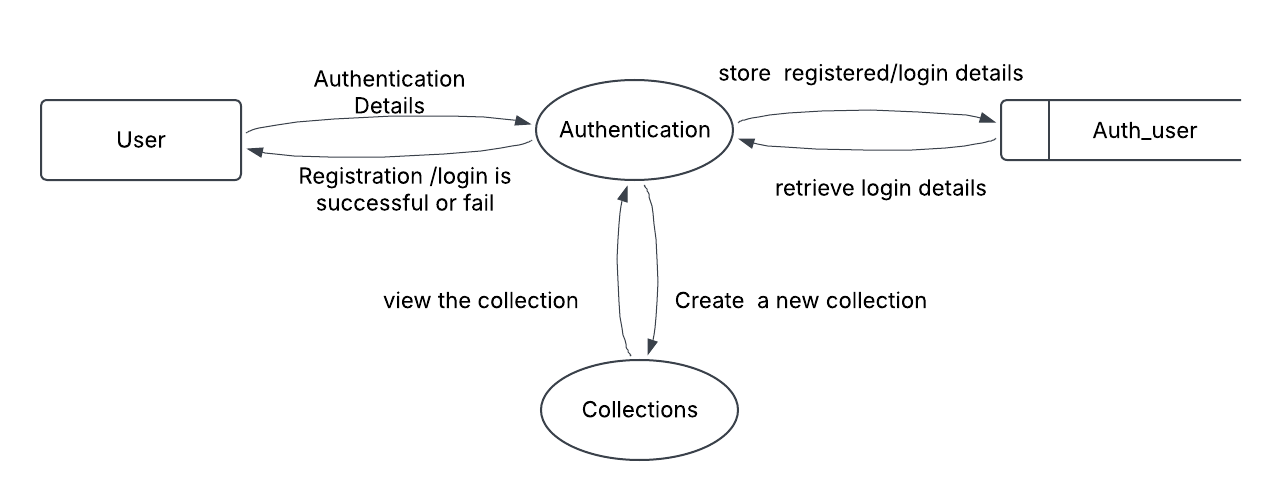 Authentication
Details
store  registered/login details
User
Authentication
Auth_user
Registration /login is
successful or fail
retrieve login details
view the collection
Create  a new collection
Collections